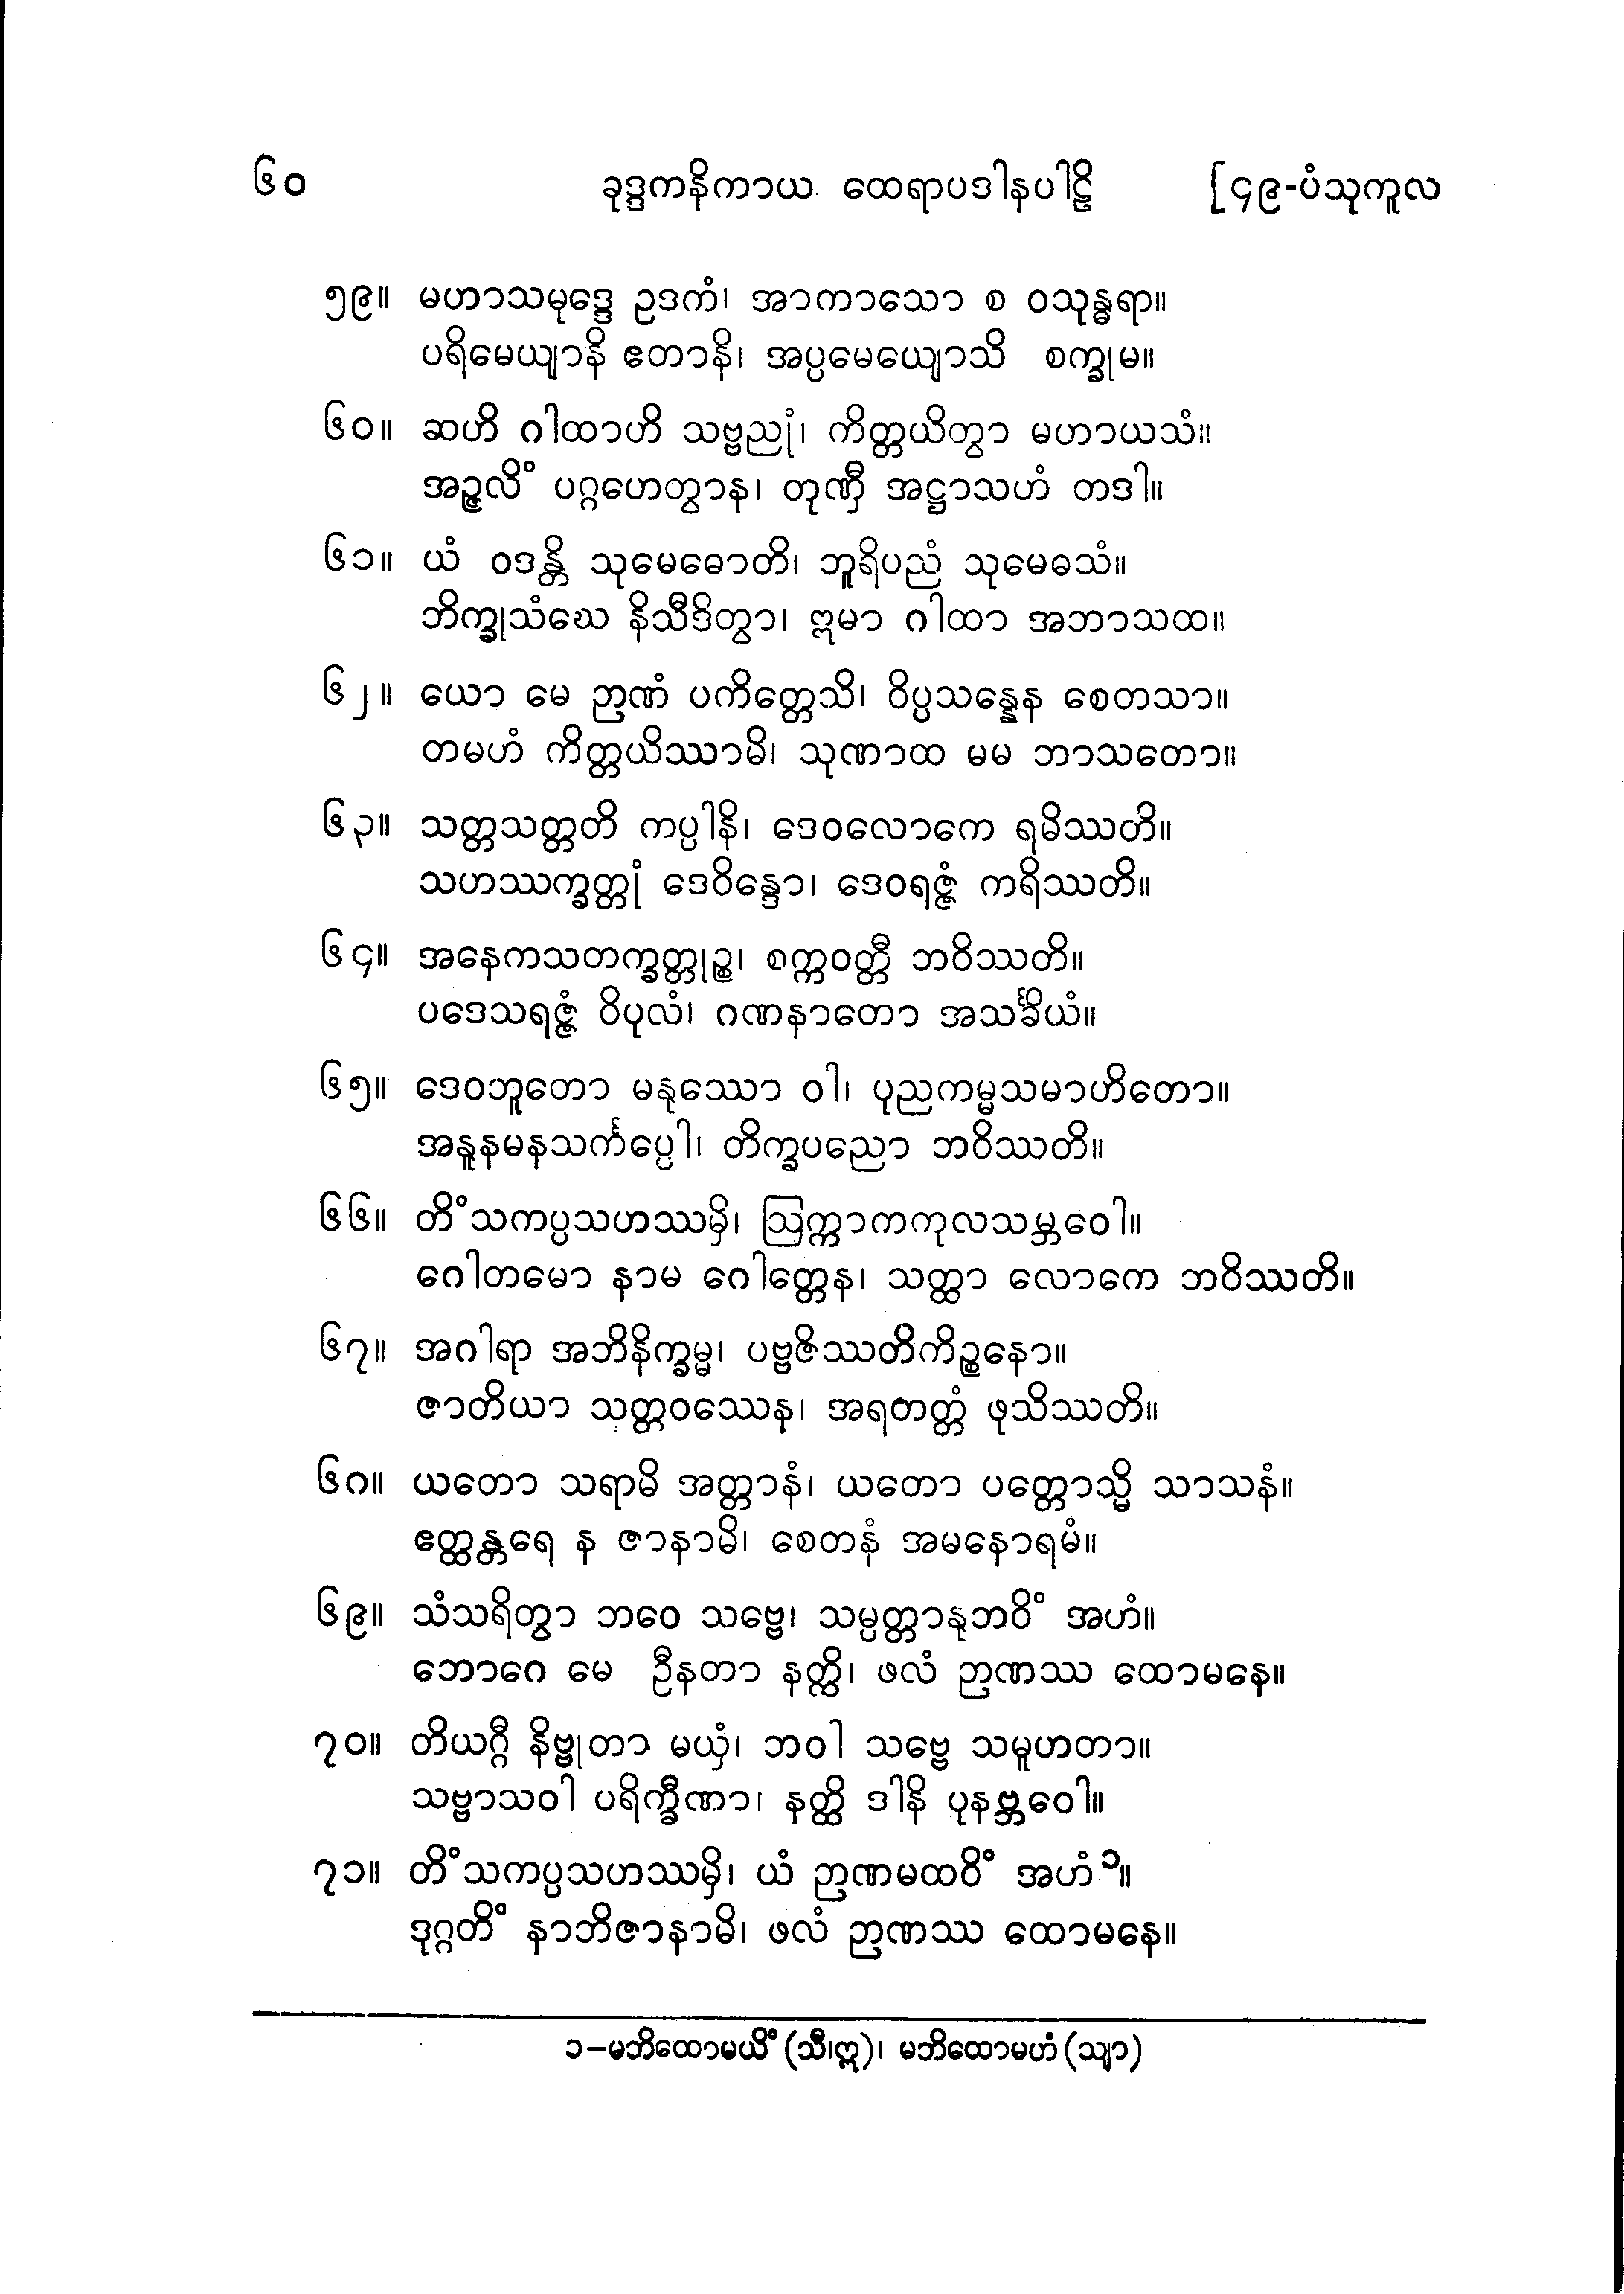 ၆၀ ခုဒ္ဒကနိကာယ ထေရာပဒါနပါဠိ [၄၉-ပံသုကူလ
၅၉။ မဟာသမုဒ္ဒေ ဥဒကံ၊ အာကာသော စ ဝသုန္ဓရာ။
ပရိမေယျာနိ ဧတာနိ၊ အပ္ပမေယျောသိ စက္ခုမ။
၆၀။ ဆဟိ ဂါထာဟိ သဗ္ဗညုံ၊ ကိတ္တယိတွာ မဟာယသံ။
အဉ္ဇလိံ ပဂ္ဂဟေတွာန၊ တုဏှီ အဋ္ဌာသဟံ တဒါ။
၆၁။ ယံ ဝဒန္တိ သုမေဓောတိ၊ ဘူရိပညံ သုမေဓသံ။
ဘိက္ခုသံဃေ နိသီဒိတွာ၊ ဣမာ ဂါထာ အဘာသထ။
၆၂။ ယော မေ ဉာဏံ ပကိတ္တေသိ၊ ဝိပ္ပသန္နေန စေတသာ။
တမဟံ ကိတ္တယိဿာမိ၊ သုဏာထ မမ ဘာသတော။
၆၃။ သတ္တသတ္တတိ ကပ္ပါနိ၊ ဒေဝလောကေ ရမိဿတိ။
သဟဿက္ခတ္တုံ ဒေဝိန္ဒော၊ ဒေဝရဇ္ဇံ ကရိဿတိ။
၆၄။ အနေကသတက္ခတ္တုဉ္စ၊ စက္ကဝတ္တီ ဘဝိဿတိ။
ပဒေသရဇ္ဇံ ဝိပုလံ၊ ဂဏနာတော အသင်္ခိယံ။
၆၅။ ဒေဝဘူတော မနုဿော ဝါ၊ ပုညကမ္မသမာဟိတော။
အနူနမနသင်္ကပ္ပေါ၊ တိက္ခပညော ဘဝိဿတိ။
၆၆။ တိံသကပ္ပသဟဿမှိ၊ ဩက္ကာကကုလသမ္ဘဝေါ။
ဂေါတမော နာမ ဂေါတ္တေန၊ သတ္ထာ လောကေ ဘဝိဿတိ။
၆၇။ အဂါရာ အဘိနိက္ခမ္မ၊ ပဗ္ဗဇိဿတိကိဉ္စနော။
ဇာတိယာ သတ္တဝဿေန၊ အရဟတ္တံ ဖုသိဿတိ။
၆၈။ ယတော သရာမိ အတ္တာနံ၊ ယတော ပတ္တောသ္မိ သာသနံ။
ဧတ္ထန္တရေ န ဇာနာမိ၊ စေတနံ အမနောရမံ။
၆၉။ သံသရိတွာ ဘဝေ သဗ္ဗေ၊ သမ္ပတ္တာနုဘဝိံ အဟံ။
ဘောဂေ မေ ဦနတာ နတ္ထိ၊ ဖလံ ဉာဏဿ ထောမနေ။
၇၀။ တိယဂ္ဂီ နိဗ္ဗုတာ မယှံ၊ ဘဝါ သဗ္ဗေ သမူဟတာ။
သဗ္ဗာသဝါ ပရိက္ခီဏာ၊ နတ္ထိ ဒါနိ ပုနဗ္ဘဝေါ။
၇၁။ တိံသကပ္ပသဟဿမှိ၊ ယံ ဉာဏမထဝိံ အဟံ၁။
ဒုဂ္ဂတိံ နာဘိဇာနာမိ၊ ဖလံ ဉာဏဿ ထောမနေ။
၁-မဘိထောမယိံ (သီ၊ဣ)၊ မဘိထောမဟံ (သျာ)